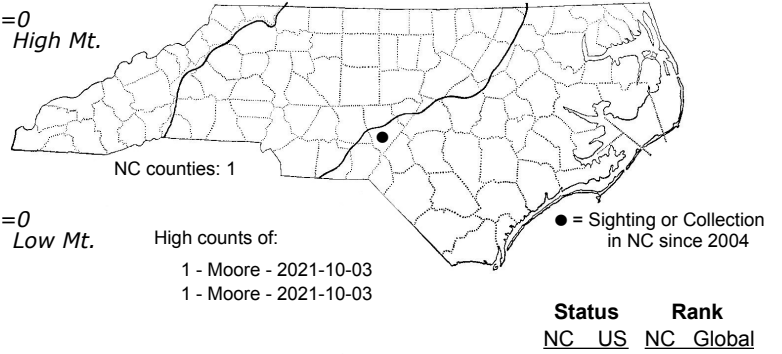 =0
High Mt.
NC counties: 1
=0
Low Mt.
High counts of:
1 - Moore - 2021-10-03
1 - Moore - 2021-10-03
● = Sighting or Collection
in NC since 2004
Status Rank
NC US NC Global